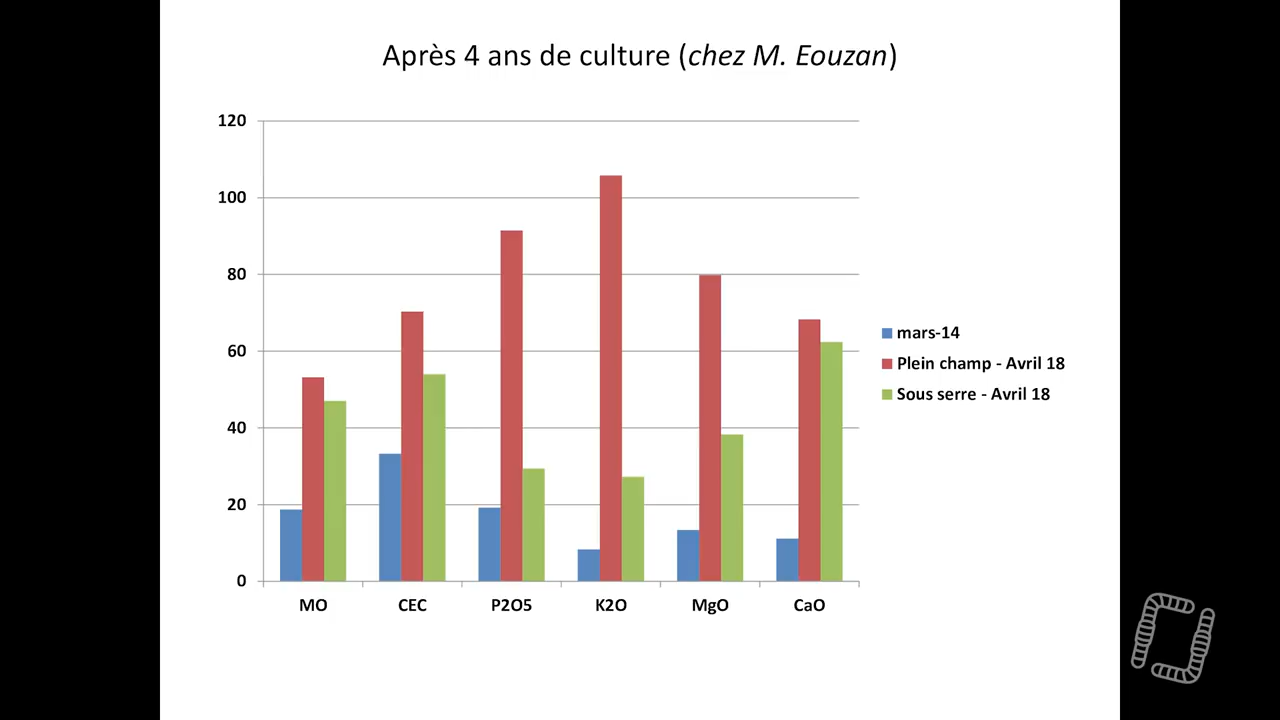 Après 4 ans de culture (chez M. Eouzan)
120
100
80
60
40
20
0
MO CEC P2O5 K2O MgO CaO
mars-14
Plein champ - Avril 18
Sous serre - Avril 18